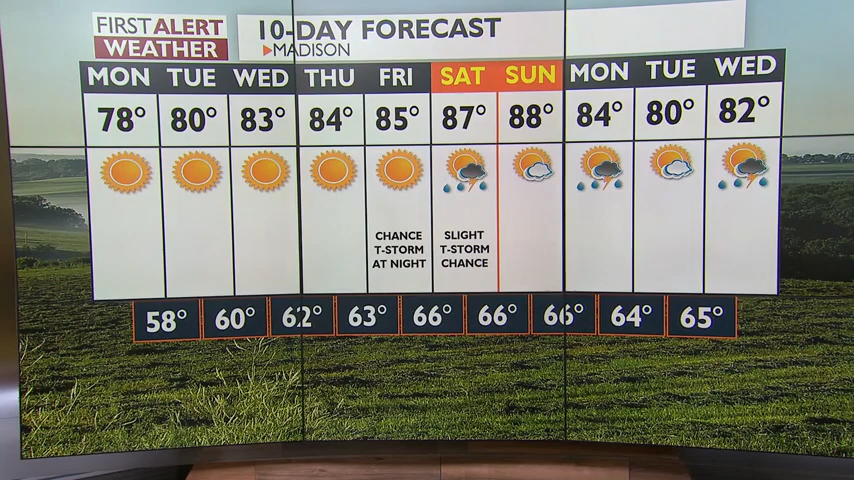 FIRST ALERT
WEATHER
10-DAY FORECAST
MADISON
MON TUE WED THU FRI SAT SUN MON TUE WED
78° 80° 83° 84° 85° 87° 88° 84° 80° 82°
CHANCE
T-STORM
AT NIGHT
SLIGHT
T-STORM
CHANCE
58° 60° 62° 63° 66° 66° 66° 64° 65°